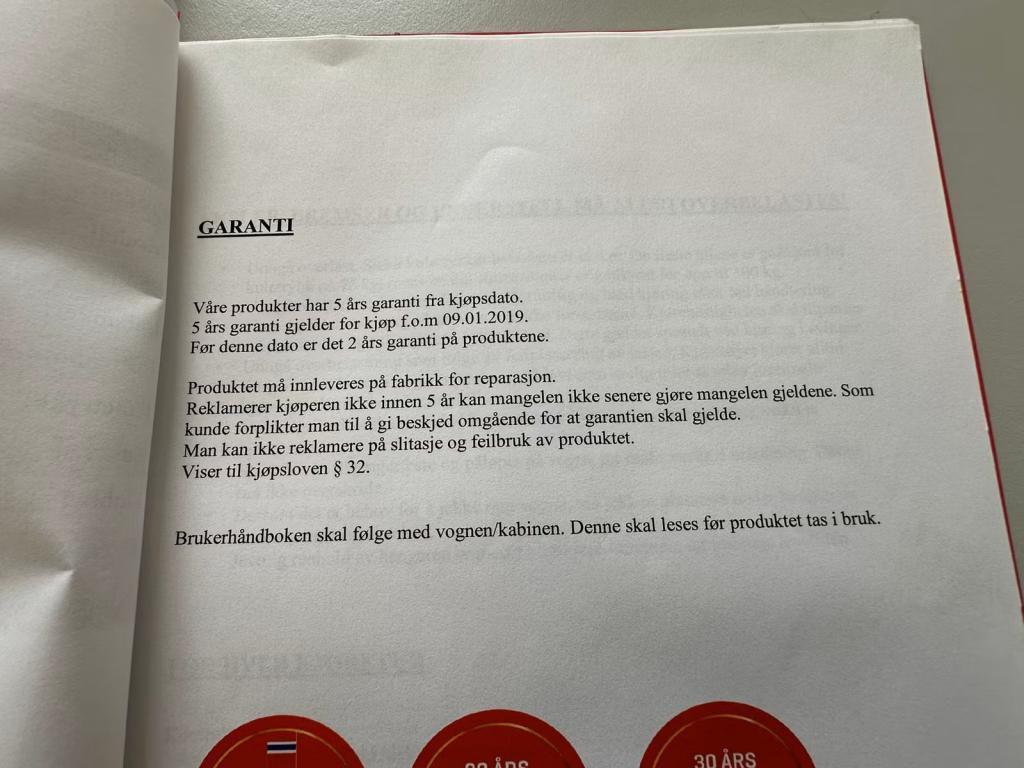 GARANTI
Våre produkter har 5 års garanti fra kjøpsdato.
5 års garanti gjelder for kjøp f.o.m 09.01.2019.
Før denne dato er det 2 års garanti på produktene.
Produktet må innleveres på fabrikk for reparasjon.
Reklamerer kjøperen ikke innen 5 år kan mangelen ikke senere gjøre mangelen gjeldene. Som
kunde forplikter man til å gi beskjed omgående for at garantien skal gjelde.
Man kan ikke reklamere på slitasje og feilbruk av produktet.
Viser til kjøpsloven § 32.
Brukerhåndboken skal følge med vognen/kabinen. Denne skal leses før produktet tas i bruk.
ÅRS
30 ÅRS